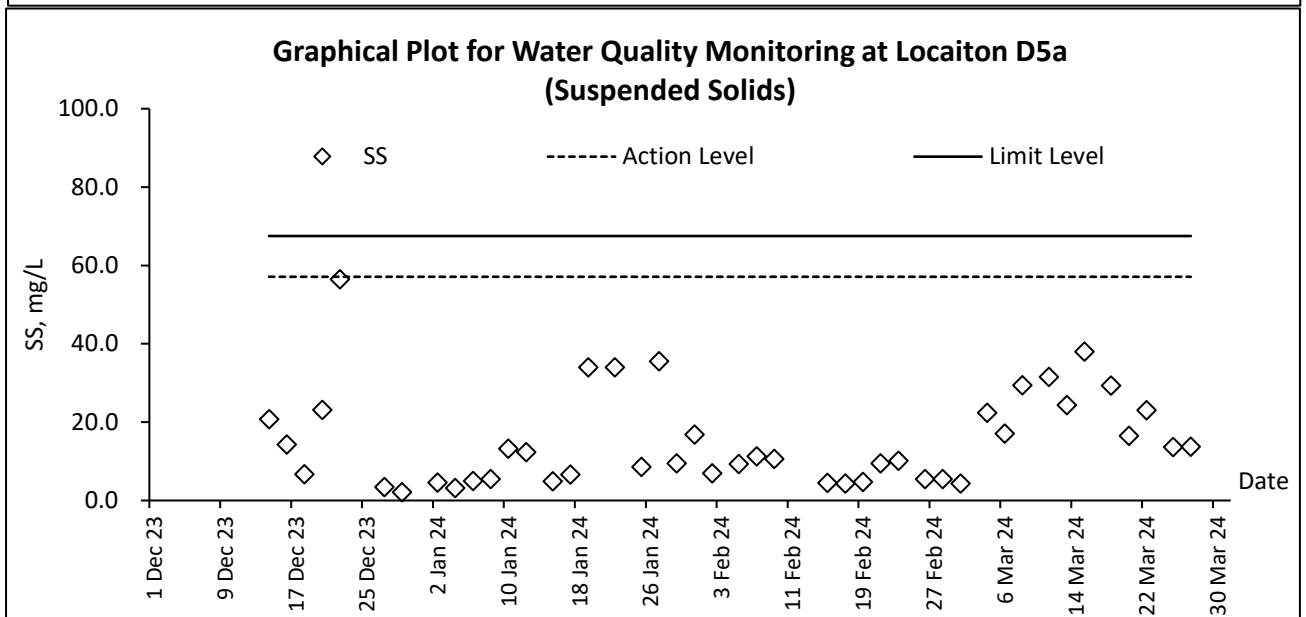 Graphical Plot for Water Quality Monitoring at Locaiton D5a
(Suspended Solids)
100.0
SS
Action Level
Limit Level
80.0
60.0
40.0
20.0
0.0
SS, mg/L
Date
1 Dec 23
9 Dec 23
17 Dec 23
25 Dec 23
2 Jan 24
10 Jan 24
18 Jan 24
26 Jan 24
3 Feb 24
11 Feb 24
19 Feb 24
27 Feb 24
6 Mar 24
14 Mar 24
22 Mar 24
30 Mar 24